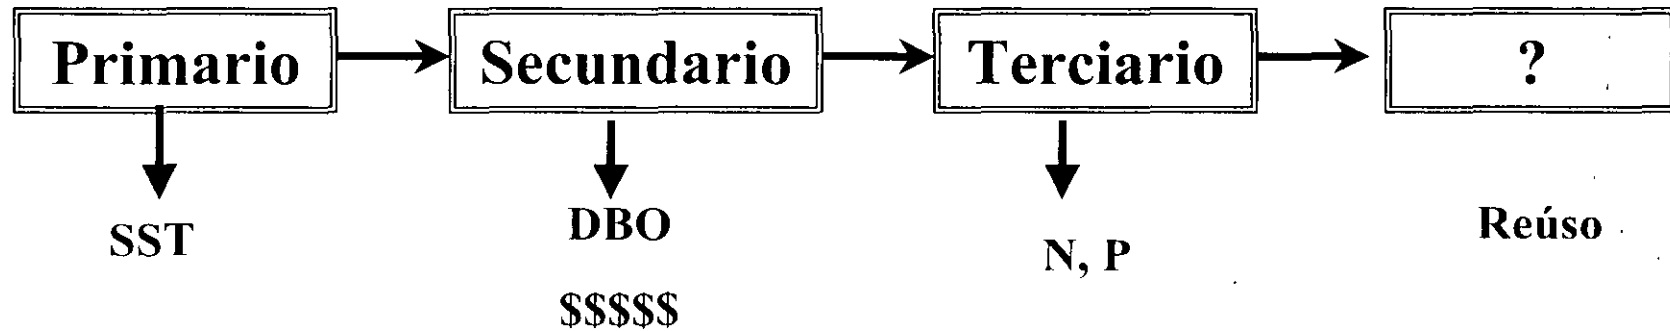 Primario
Secundario
Terciario
?
SST
DBO
$$$$$
N, P
Reúso